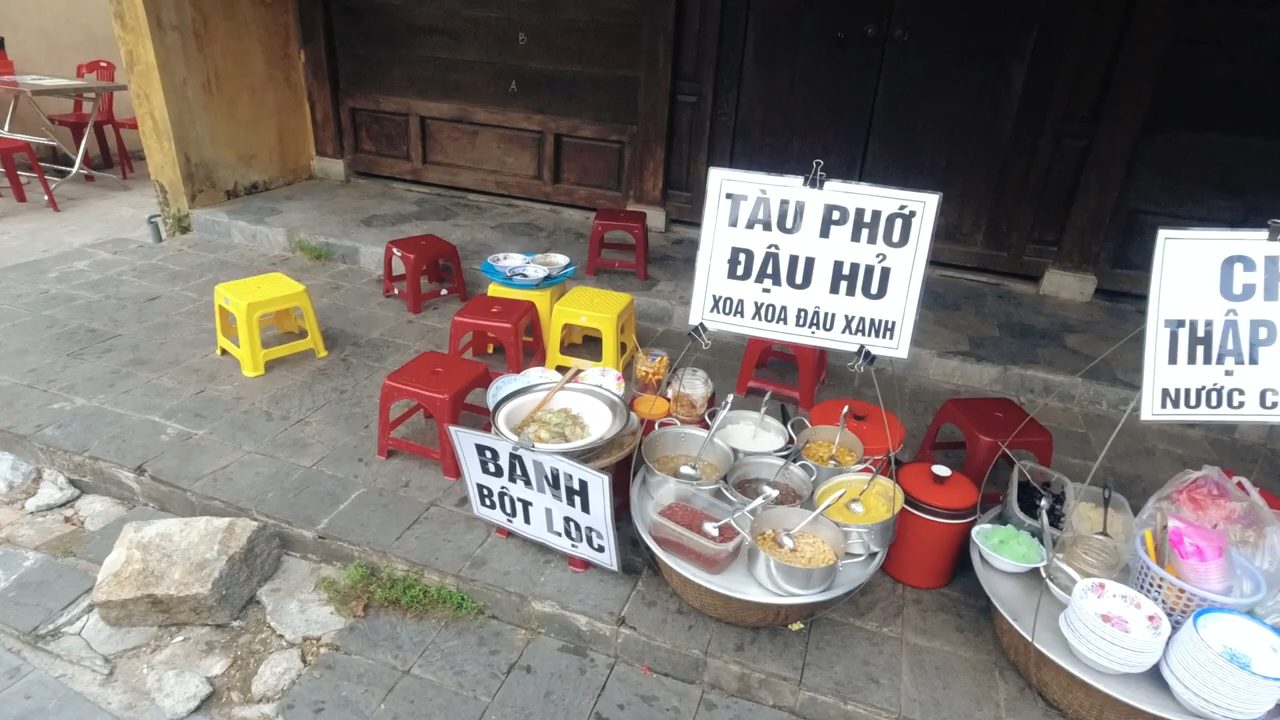 B
A
TÀU PHỚ
ĐẬU HỦ
XOA XOA ĐẬU XANH
BÁNH
BỘT LỌC
THẬP
NƯỚC